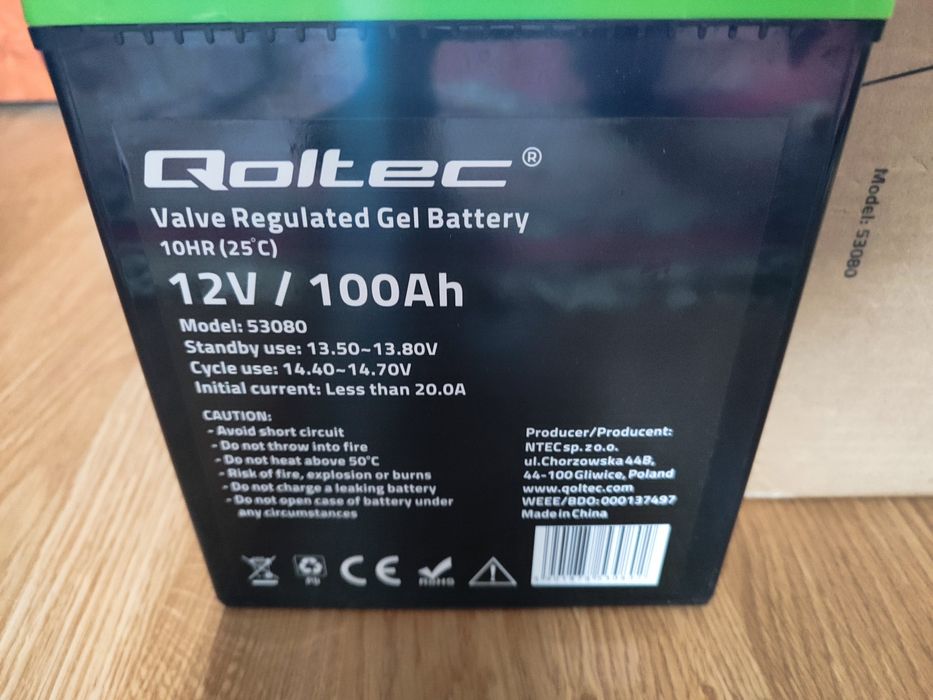 Qoltec®
Valve Regulated Gel Battery
10HR (25°C)
12V / 100Ah
Model: 53080
Standby use: 13.50~13.80V
Cycle use: 14.40~14.70V
Initial current: Less than 20.0A
CAUTION:
- Avoid short circuit
- Do not throw into fire
- Do not heat above 50°C
- Risk of fire, explosion or burns
- Do not charge a leaking battery
- Do not open case of battery under
any circumstances
Producer/Producent:
NTEC sp. z o.o.
ul.Chorzowska 44B,
44-100 Gliwice, Poland
www.qoltec.com
WEEE/BDO: 000137497
Made in China
Pb
CE
RoHS
Model: 53080